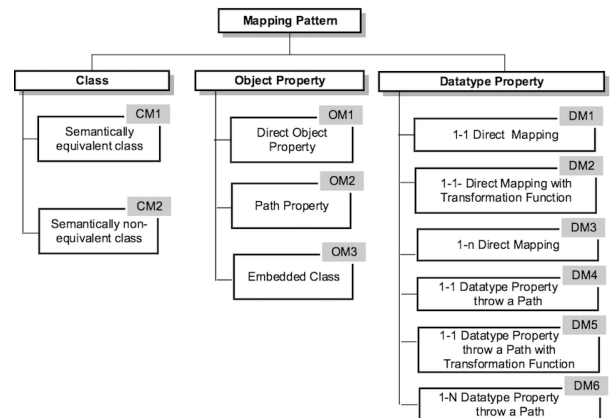 Mapping Pattern
Class
CM1
Semantically
equivalent class
CM2
Semantically non-
equivalent class
Object Property
OM1
Direct Object
Property
OM2
Path Property
OM3
Embedded Class
Datatype Property
DM1
1-1 Direct Mapping
DM2
1-1- Direct Mapping with
Transformation Function
DM3
1-n Direct Mapping
DM4
1-1 Datatype Property
throw a Path
DM5
1-1 Datatype Property
throw a Path with
Transformation Function
DM6
1-N Datatype Property
throw a Path